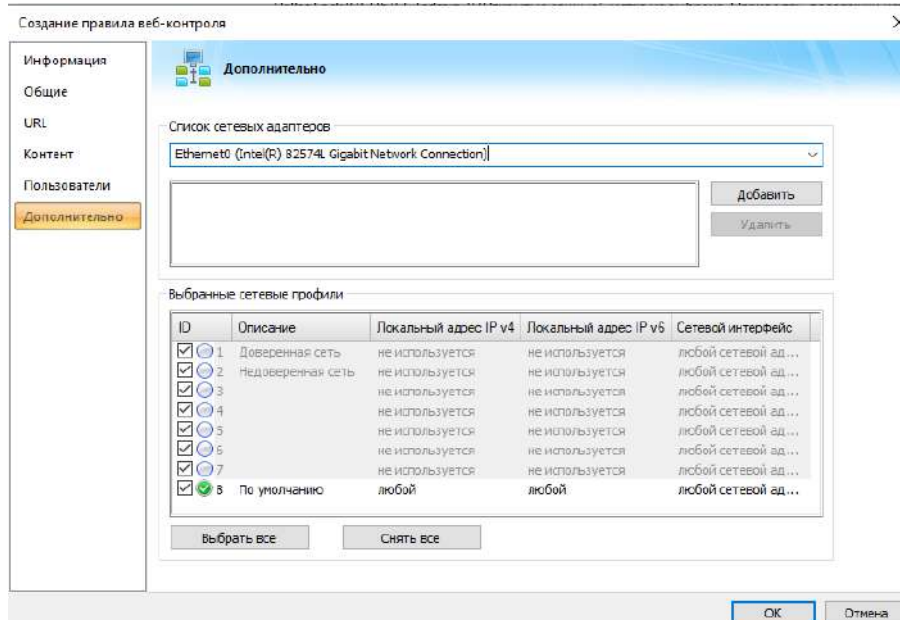 Создание правила веб-контроля
Информация
Общие
URL
Контент
Пользователи
Дополнительно
Дополнительно
Список сетевых адаптеров
Ethernet0 (Intel(R) 82574L Gigabit Network Connection)
Добавить
Удалить
Выбранные сетевые профили
ID Описание Локальный адрес IP v4 Локальный адрес IP v6 Сетевой интерфейс
1 Доверенная сеть не используется не используется любой сетевой ад...
2 Недоверенная сеть не используется не используется любой сетевой ад...
3 не используется не используется любой сетевой ад...
4 не используется не используется любой сетевой ад...
5 не используется не используется любой сетевой ад...
6 не используется не используется любой сетевой ад...
7 не используется не используется любой сетевой ад...
8 По умолчанию любой любой любой сетевой ад...
Выбрать все Снять все
OK Отмена